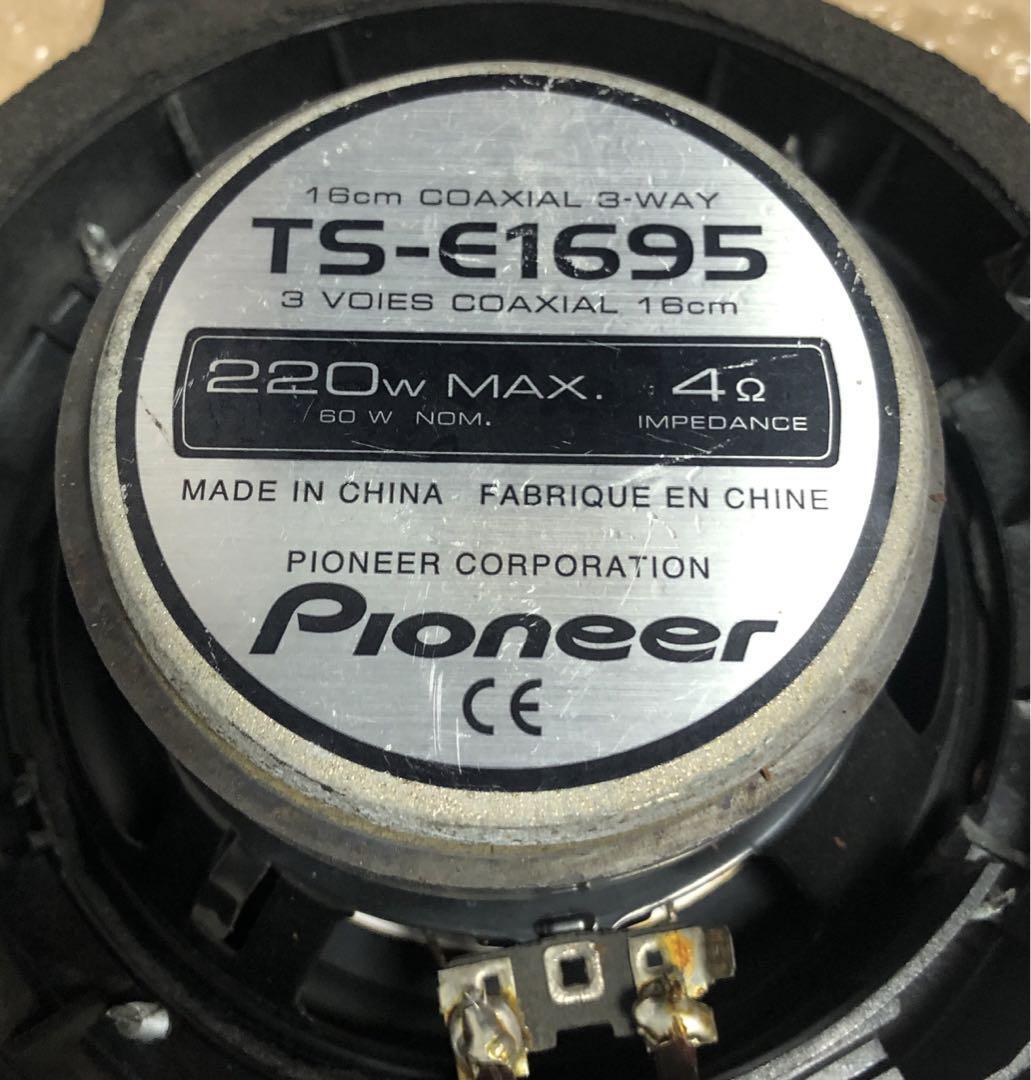 16cm COAXIAL 3-WAY
TS-E1695
3 VOIES COAXIAL 16cm
220W MAX. 4Ω
60 W NOM. IMPEDANCE
MADE IN CHINA FABRIQUE EN CHINE
PIONEER CORPORATION
Pioneer
CE